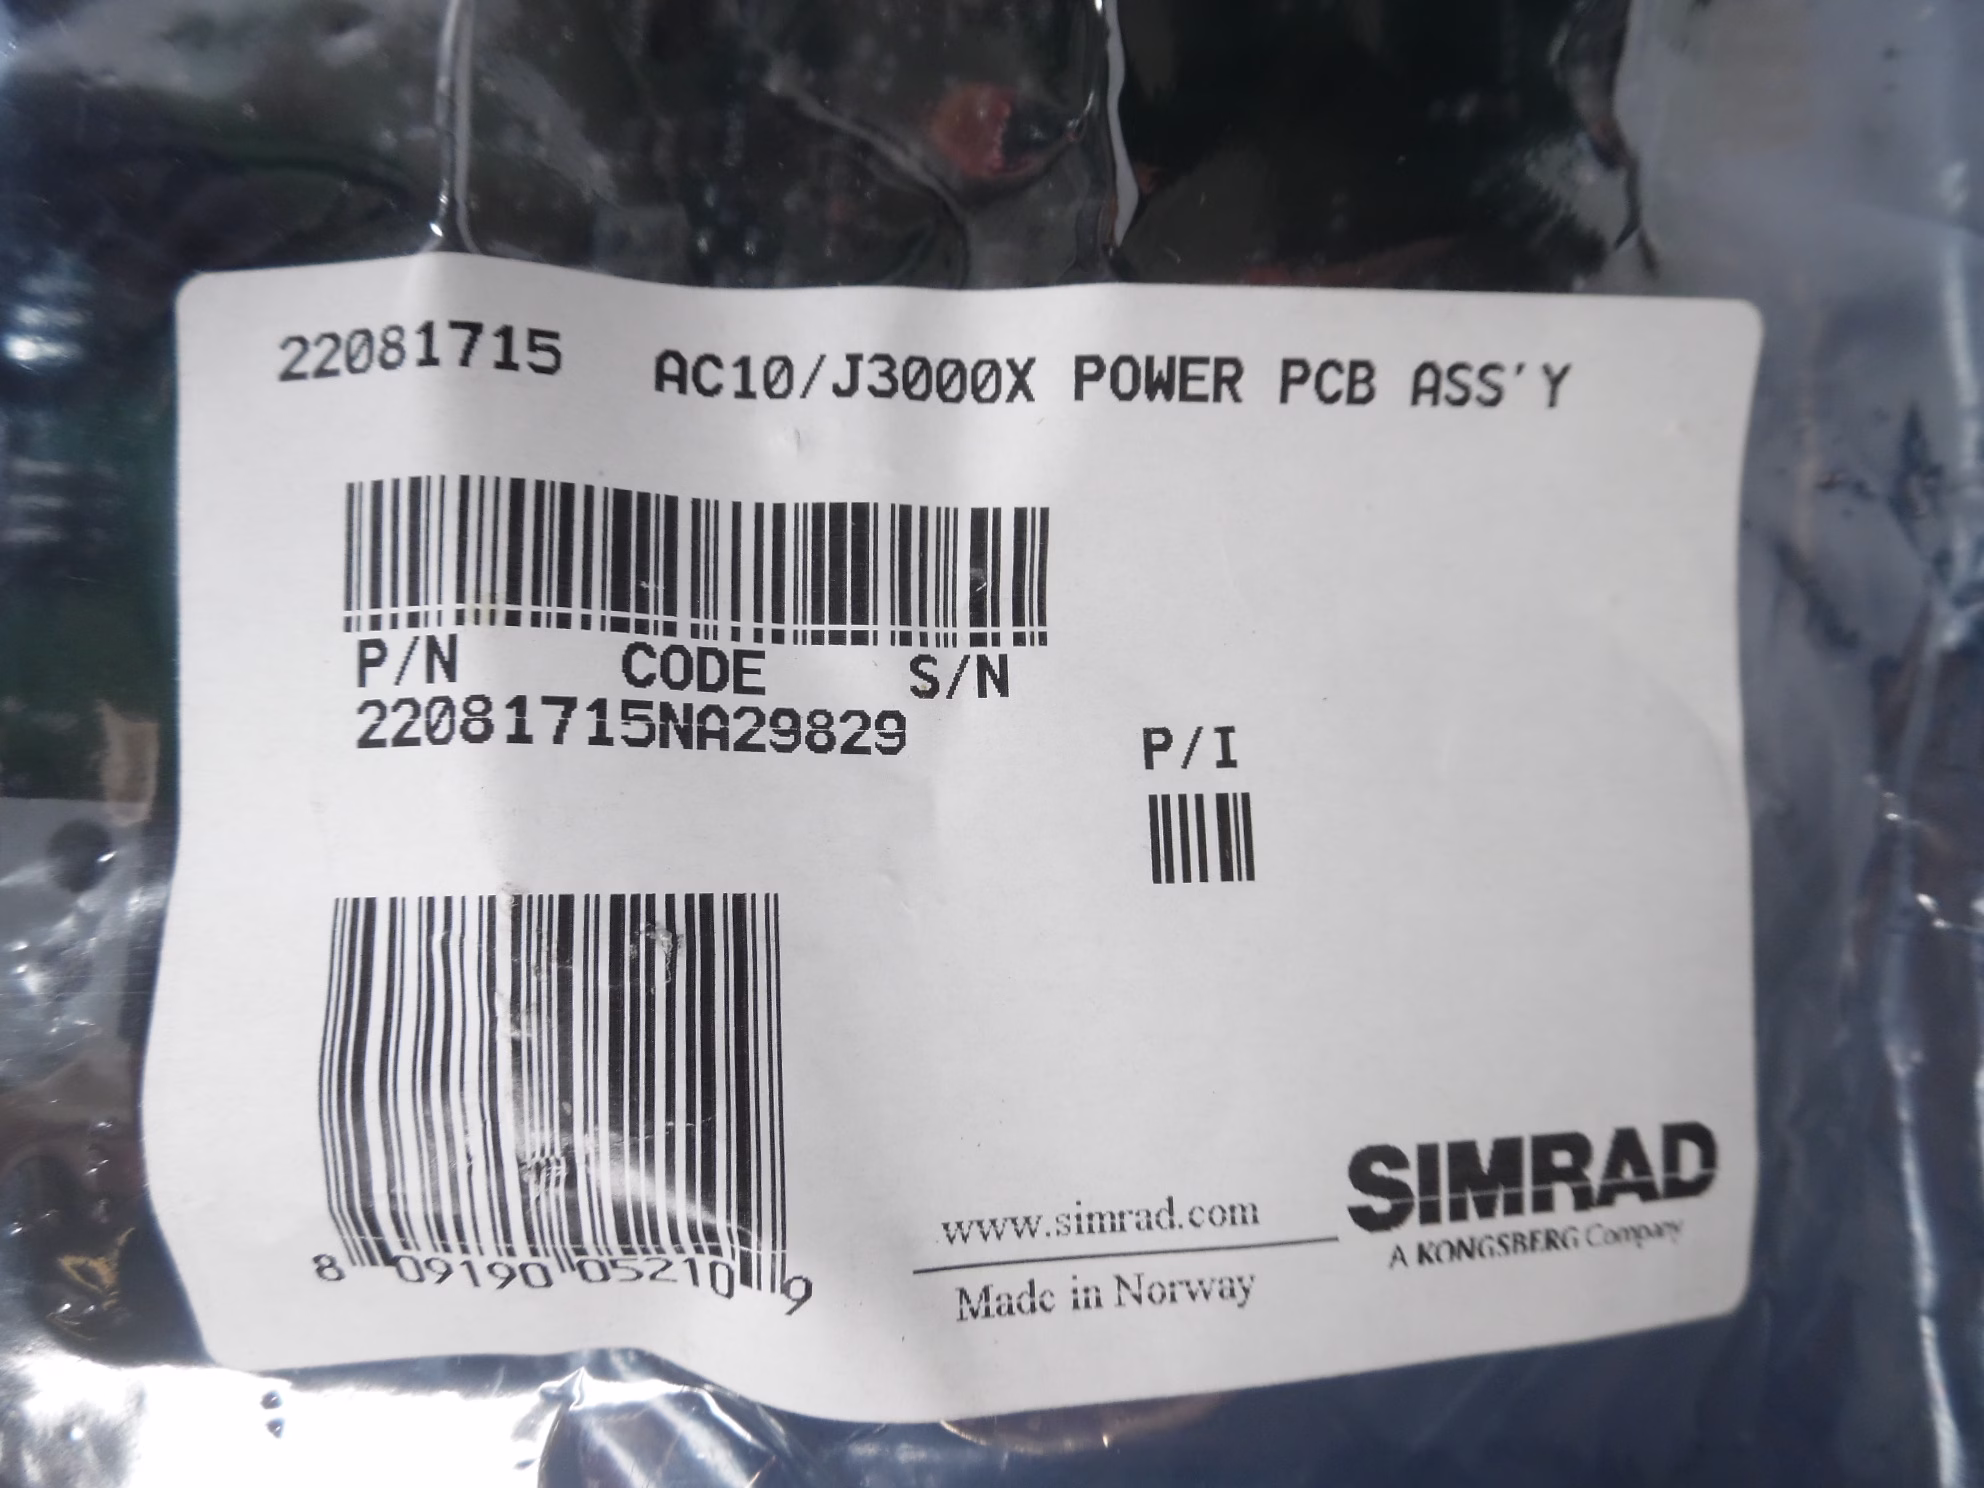 22081715 AC10/J3000X POWER PCB ASS'Y
P/N CODE S/N
22081715NA29829
P/I
8 09190 05210 9
www.simrad.com
Made in Norway
SIMRAD
A KONGSBERG Company